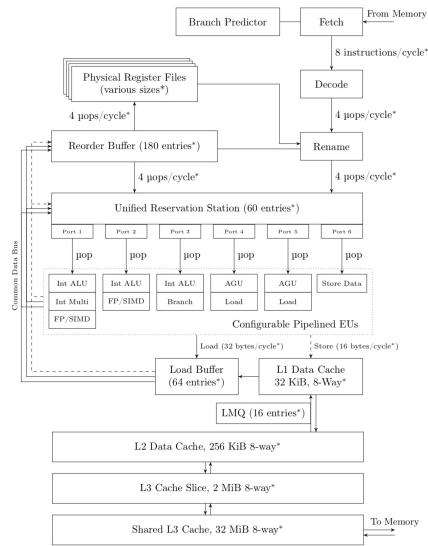 Branch Predictor
Fetch
From Memory
8 instructions/cycle*
Physical Register Files
(various sizes*)
Decode
4 μops/cycle*
4 μops/cycle*
Reorder Buffer (180 entries*)
Rename
4 μops/cycle*
4 μops/cycle*
Unified Reservation Station (60 entries*)
Port 1
Port 2
Port 3
Port 4
Port 5
Port 6
μop
μop
μop
μop
μop
μop
Common Data Bus
Int ALU
Int ALU
Int ALU
AGU
AGU
Store Data
Int Multi
FP/SIMD
Branch
Load
Load
FP/SIMD
Configurable Pipelined EUs
Load (32 bytes/cycle*)
Store (16 bytes/cycle*)
Load Buffer
(64 entries*)
L1 Data Cache
32 KiB, 8-Way*
LMQ (16 entries*)
L2 Data Cache, 256 KiB 8-way*
L3 Cache Slice, 2 MiB 8-way*
Shared L3 Cache, 32 MiB 8-way*
To Memory